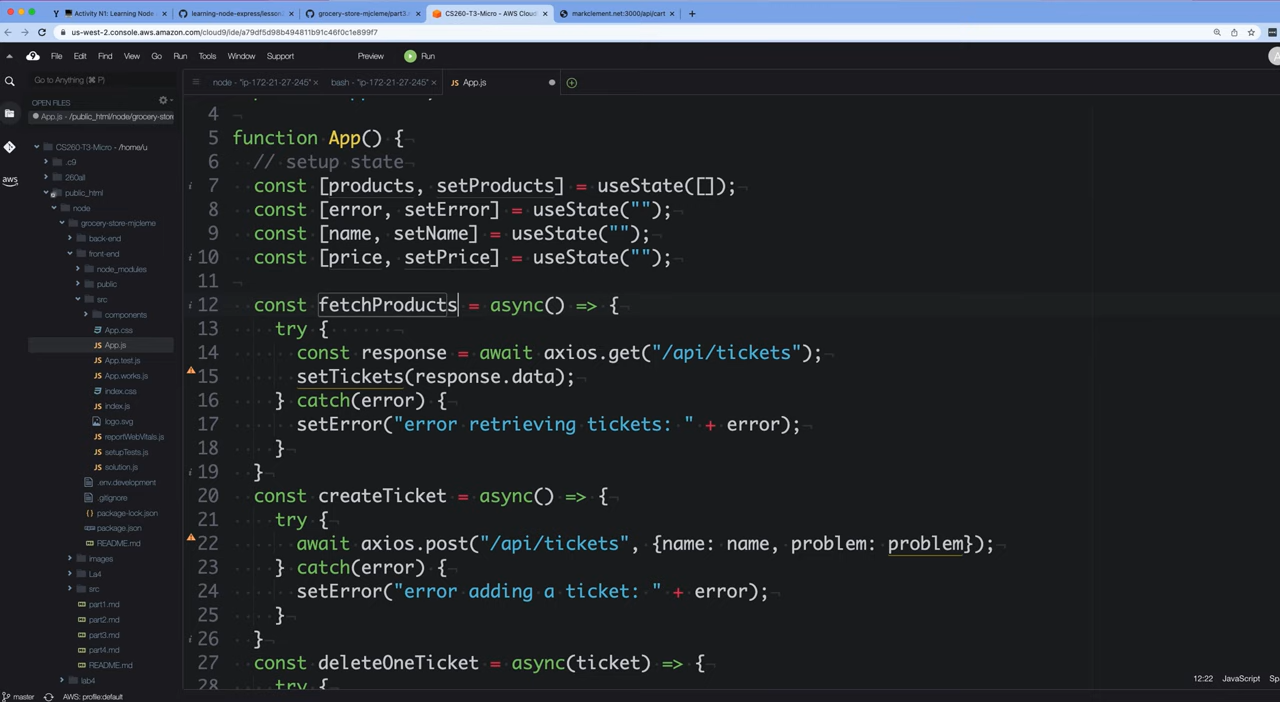 Activity N1: Learning Node
learning-node-express/lesson
grocery-store-mjcleme/part3.
CS260-T3-Micro - AWS Cloud
markclement.net:3000/api/cart
us-west-2.console.aws.amazon.com/cloud9/ide/a79df5d98b494811b91c46f0c1e899f7
File Edit Find View Go Run Tools Window Support Preview Run
Go to Anything (⌘ P)
node - "ip-172-21-27-245"
bash - "ip-172-21-27-245"
JS App.js
OPEN FILES
App.js - /public_html/node/grocery-store
CS260-T3-Micro - /home/u
.c9
260all
public_html
node
grocery-store-mjcleme
back-end
front-end
node_modules
public
src
components
App.css
JS App.js
JS App.test.js
JS App.works.js
index.css
JS index.js
logo.svg
JS reportWebVitals.js
JS setupTests.js
JS solution.js
.env.development
.gitignore
package-lock.json
package.json
README.md
images
La4
src
part1.md
part2.md
part3.md
part4.md
README.md
lab4
aws
4
5 function App() {
6 // setup state
7 const [products, setProducts] = useState([]);
8 const [error, setError] = useState("");
9 const [name, setName] = useState("");
10 const [price, setPrice] = useState("");
11
12 const fetchProducts = async() => {
13 try {
14 const response = await axios.get("/api/tickets");
15 setTickets(response.data);
16 } catch(error) {
17 setError("error retrieving tickets: " + error);
18 }
19 }
20 const createTicket = async() => {
21 try {
22 await axios.post("/api/tickets", {name: name, problem: problem});
23 } catch(error) {
24 setError("error adding a ticket: " + error);
25 }
26 }
27 const deleteOneTicket = async(ticket) => {
28 try {
12:22 JavaScript Sp
master AWS: profile:default